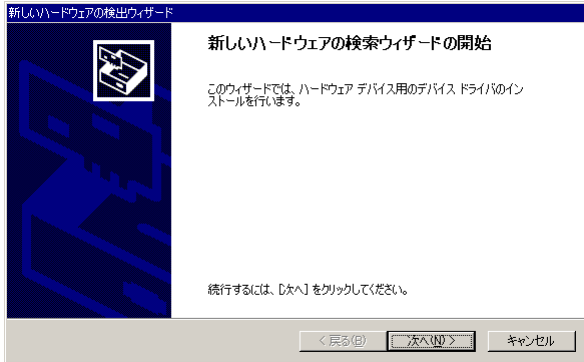 新しいハードウェアの検出ウィザード
新しいハードウェアの検索ウィザードの開始
このウィザードでは、ハードウェア デバイス用のデバイス ドライバのイン
ストールを行います。
続行するには、[次へ] をクリックしてください。
< 戻る(B)
次へ(N) >
キャンセル